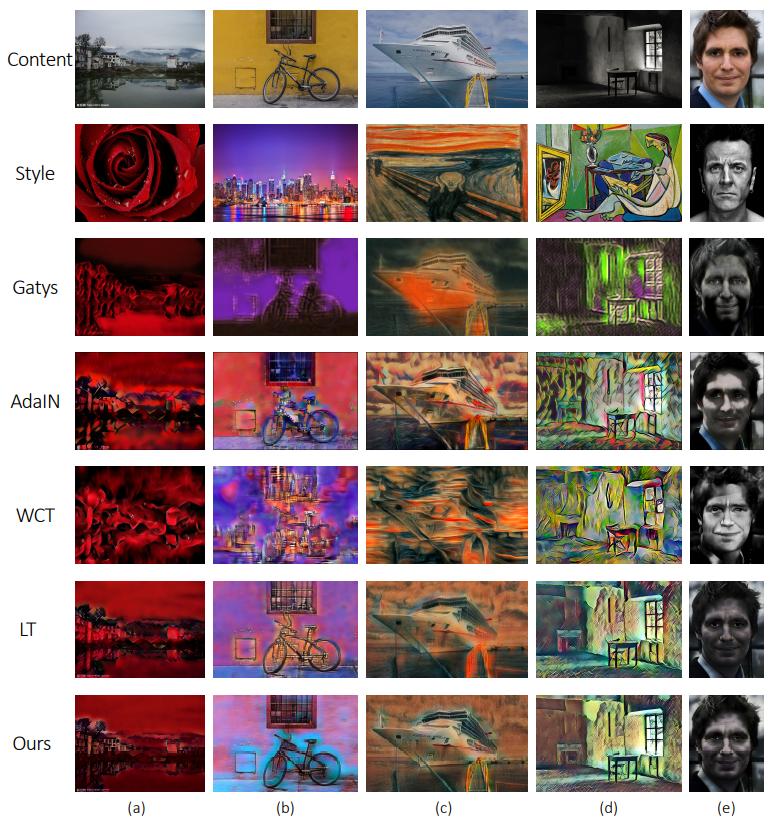 Content
Style
Gatys
AdaIN
WCT
LT
Ours
(a) (b) (c) (d) (e)